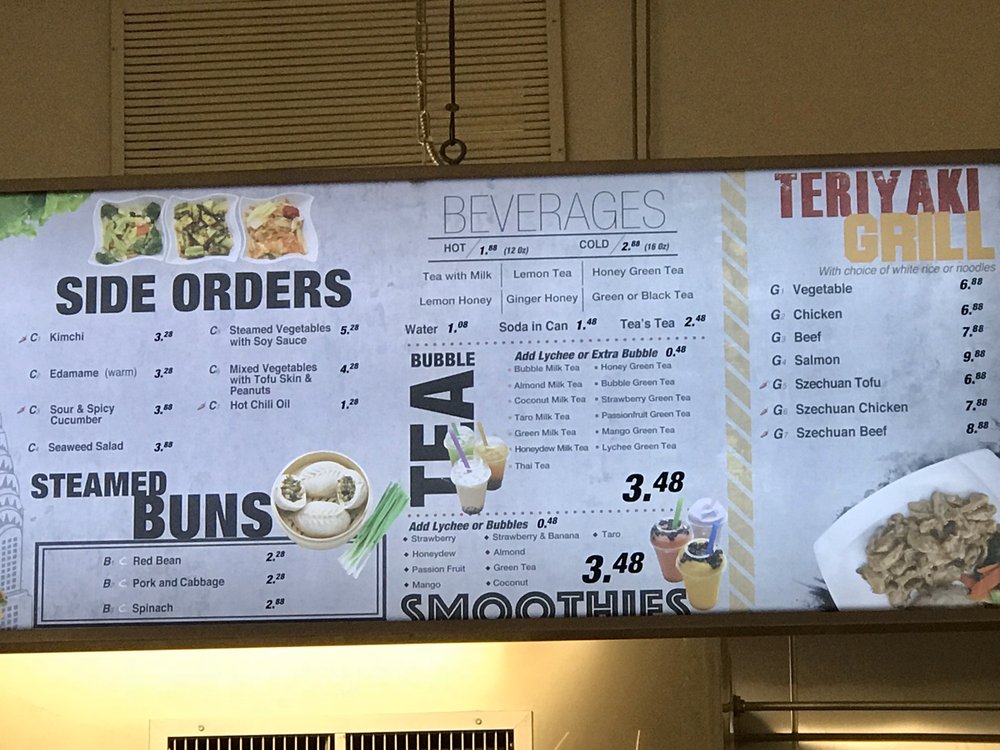 SIDE ORDERS
C1 Kimchi 3.28
C2 Edamame (warm) 3.28
C3 Sour & Spicy
Cucumber 3.88
C4 Seaweed Salad 3.88
Steamed Vegetables 5.28
with Soy Sauce
Mixed Vegetables 4.28
with Tofu Skin &
Peanuts
Hot Chili Oil 1.28
STEAMED
BUNS
Red Bean 2.28
Pork and Cabbage 2.28
Spinach 2.88
BEVERAGES
HOT / 1.88 (12 Oz) COLD / 2.88 (16 Oz)
Tea with Milk Lemon Tea Honey Green Tea
Lemon Honey Ginger Honey Green or Black Tea
Water 1.08 Soda in Can 1.48 Tea's Tea 2.48
BUBBLE
TEA
Add Lychee or Extra Bubble 0.48
Bubble Milk Tea • Honey Green Tea
Almond Milk Tea • Bubble Green Tea
Coconut Milk Tea • Strawberry Green Tea
Taro Milk Tea • Passionfruit Green Tea
Green Milk Tea • Mango Green Tea
Honeydew Milk Tea • Lychee Green Tea
Thai Tea
3.48
Add Lychee or Bubbles 0.48
Strawberry Strawberry & Banana Taro
Honeydew Almond
Passion Fruit Green Tea
Mango Coconut
3.48
SMOOTHIES
TERIYAKI
GRILL
With choice of white rice or noodles
G1 Vegetable 6.88
G2 Chicken 6.88
G3 Beef 7.88
G4 Salmon 9.88
G5 Szechuan Tofu 6.88
G6 Szechuan Chicken 7.88
G7 Szechuan Beef 8.88